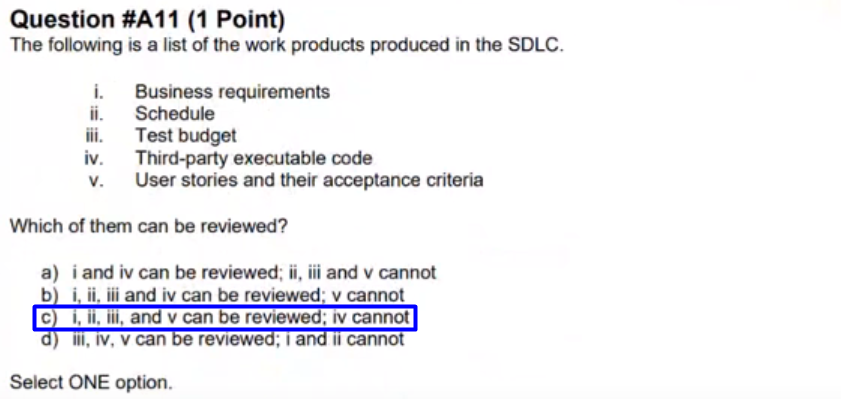 Question #A11 (1 Point)
The following is a list of the work products produced in the SDLC.
i. Business requirements
ii. Schedule
iii. Test budget
iv. Third-party executable code
v. User stories and their acceptance criteria
Which of them can be reviewed?
a) i and iv can be reviewed; ii, iii and v cannot
b) i, ii, iii and iv can be reviewed; v cannot
c) i, ii, iii, and v can be reviewed; iv cannot
d) iii, iv, v can be reviewed; i and ii cannot
Select ONE option.